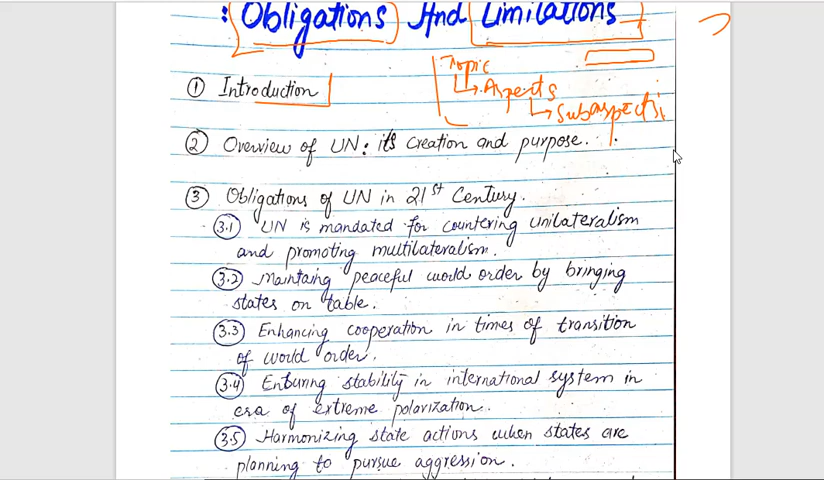 : Obligations And Limitations
Topic
① Introduction
↳ Aspects
↳ Subaspects
② Overview of UN: its creation and purpose.
③ Obligations of UN in 21st Century.
3.1 UN is mandated for countering unilateralism
and promoting multilateralism.
3.2 Maintaing peaceful world order by bringing
states on table.
3.3 Enhancing cooperation in times of transition
of world order.
3.4 Ensuring stability in international system in
era of extreme polarization.
3.5 Harmonizing state actions when states are
planning to pursue aggression.